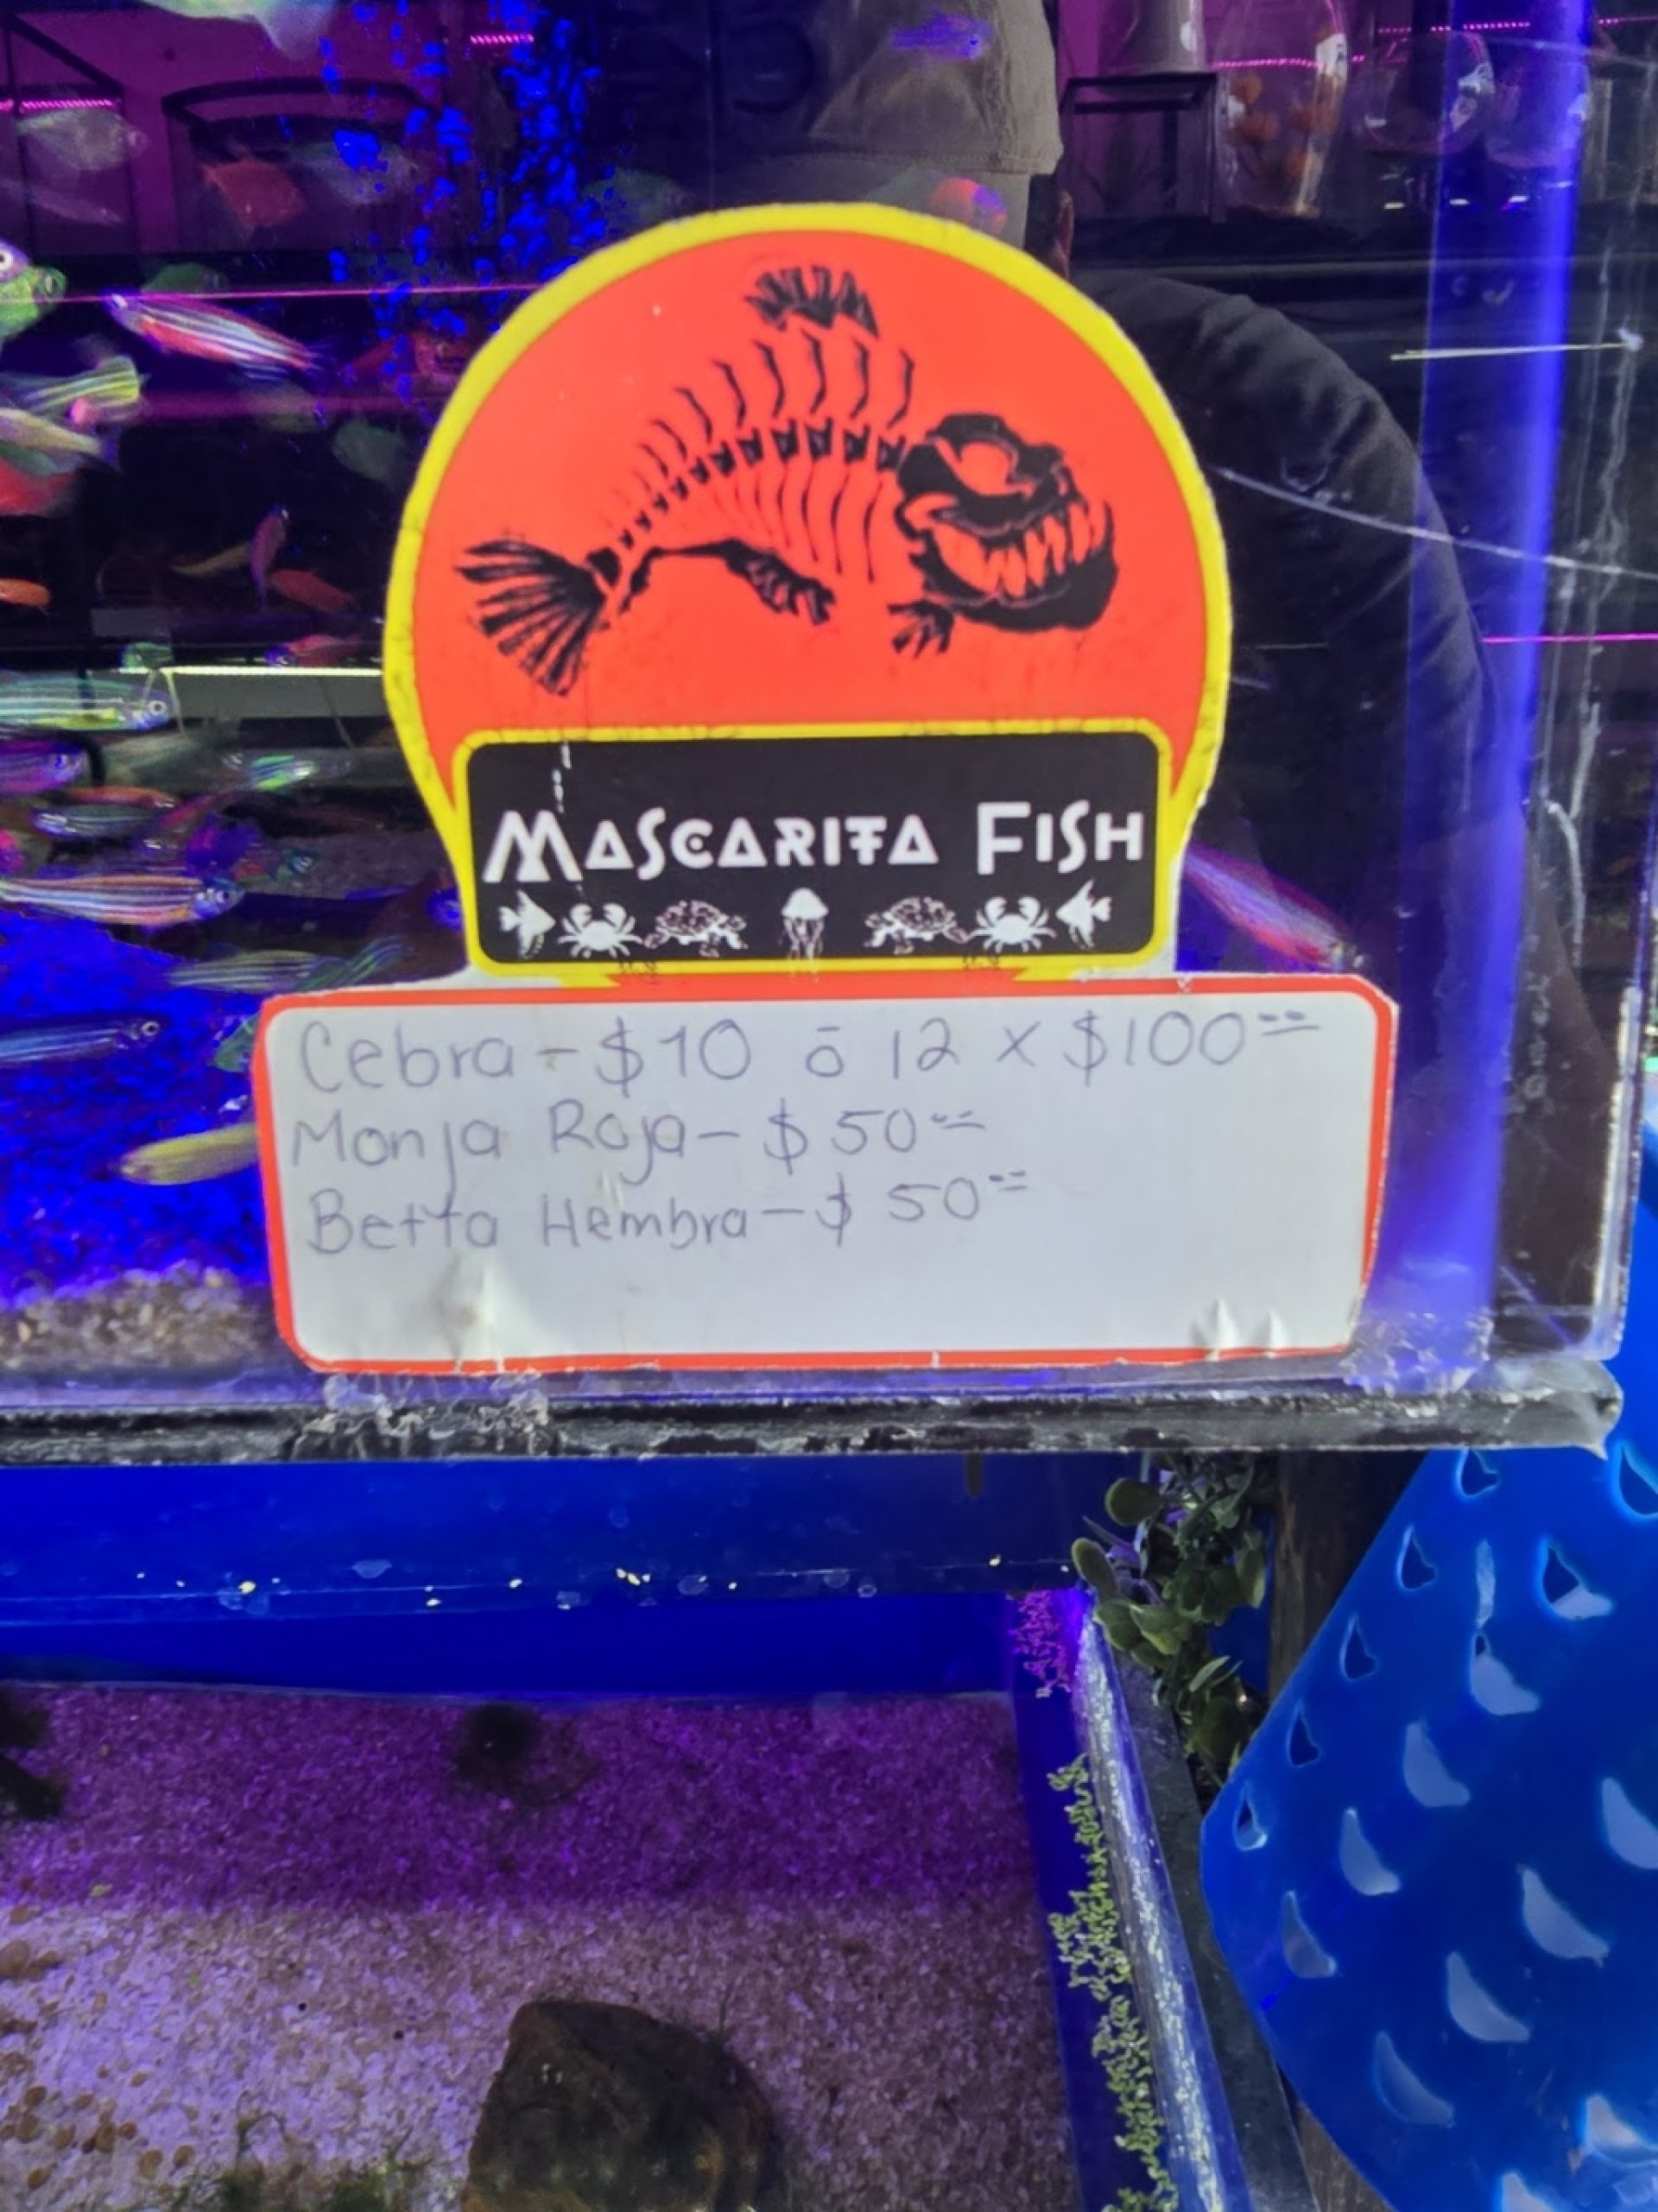 MASCARITA FISH
Cebra - $10 ō 12 x $100=
Monja Roja - $50=
Betta Hembra - $50=